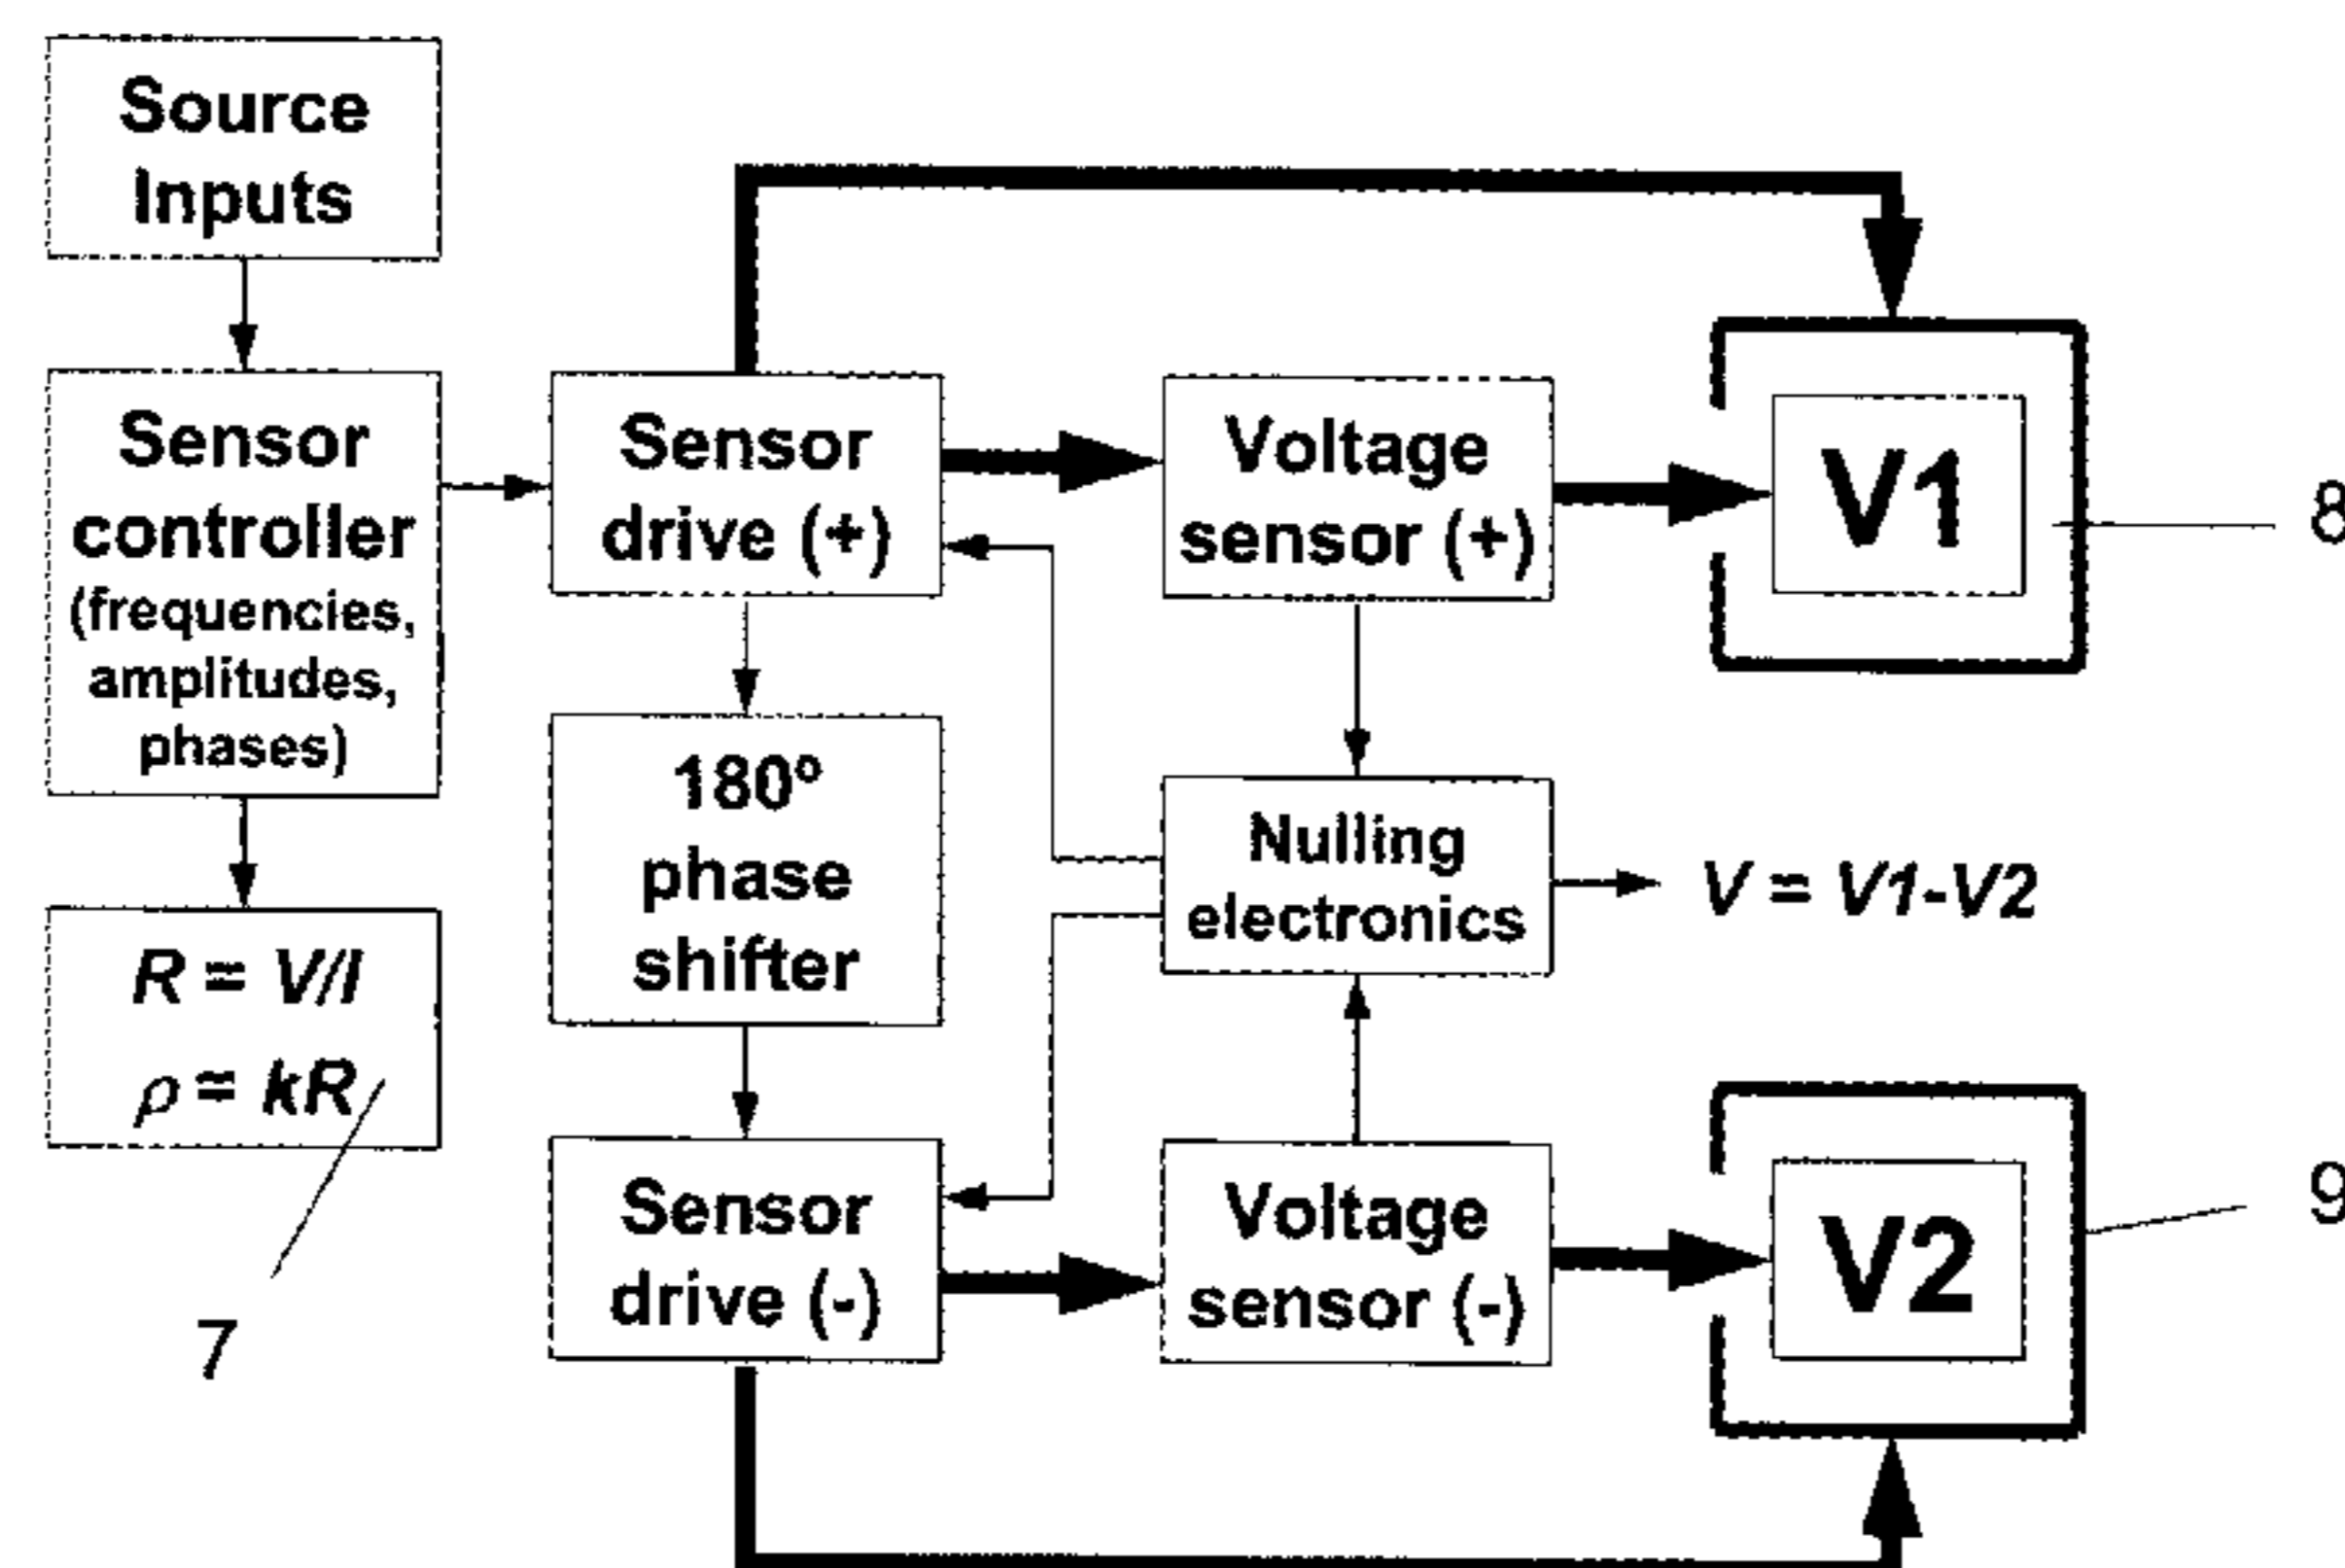 Source
Inputs
Sensor
controller
(frequencies,
amplitudes,
phases)
R = V/I
ρ = kR
7
Sensor
drive (+)
180º
phase
shifter
Sensor
drive (-)
Voltage
sensor (+)
Nulling
electronics
Voltage
sensor (-)
V1
8
V = V1-V2
V2
9